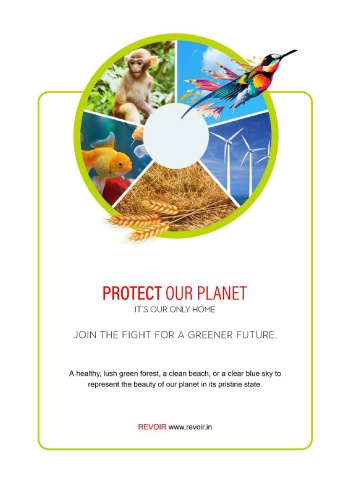 PROTECT OUR PLANET
IT'S OUR ONLY HOME
JOIN THE FIGHT FOR A GREENER FUTURE.
A healthy, lush green forest, a clean beach, or a clear blue sky to
represent the beauty of our planet in its pristine state.
REVOIR www.revoir.in